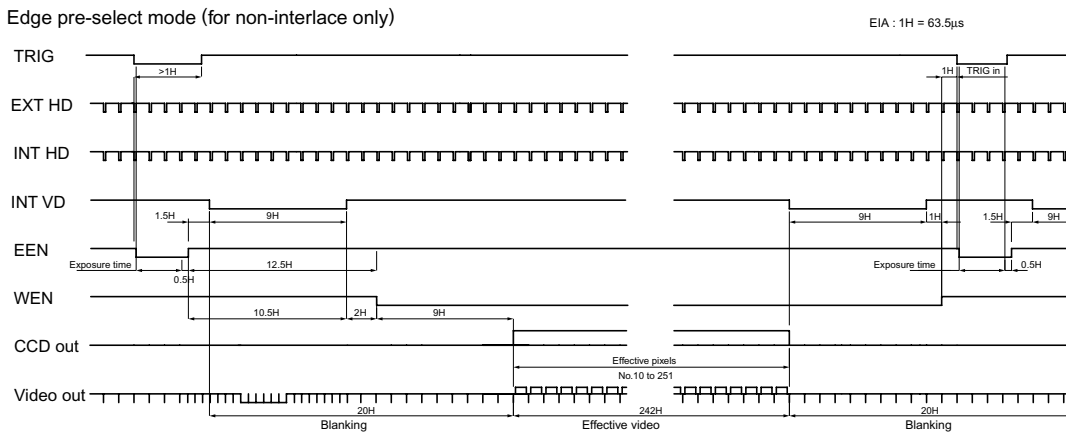 Edge pre-select mode (for non-interlace only)
EIA : 1H = 63.5μs
TRIG
>1H
1H
TRIG in
EXT HD
INT HD
INT VD
1.5H
9H
9H
1H
1.5H
9H
EEN
Exposure time
0.5H
12.5H
Exposure time
0.5H
WEN
10.5H
2H
9H
CCD out
Effective pixels
No.10 to 251
Video out
20H
242H
20H
Blanking
Effective video
Blanking